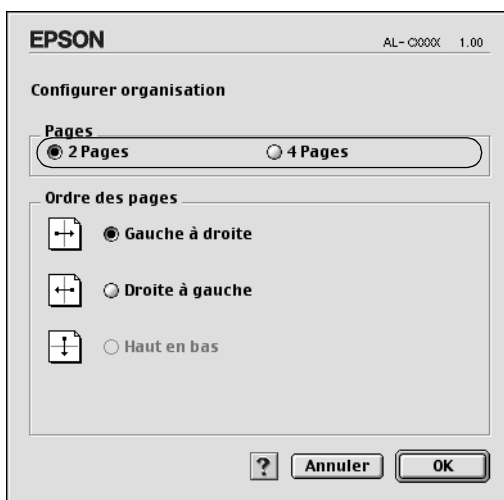 EPSON AL-CXXXX 1.00
Configurer organisation
Pages
2 Pages 4 Pages
Ordre des pages
Gauche à droite
Droite à gauche
Haut en bas
? Annuler OK